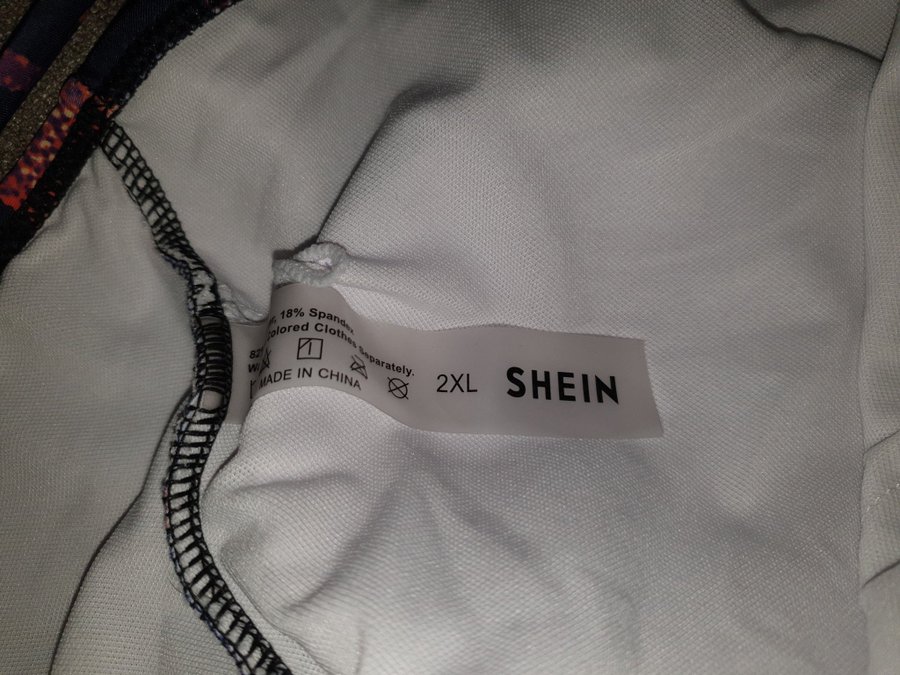 18% Spandex
Colored Clothes Separately.
MADE IN CHINA
2XL
SHEIN